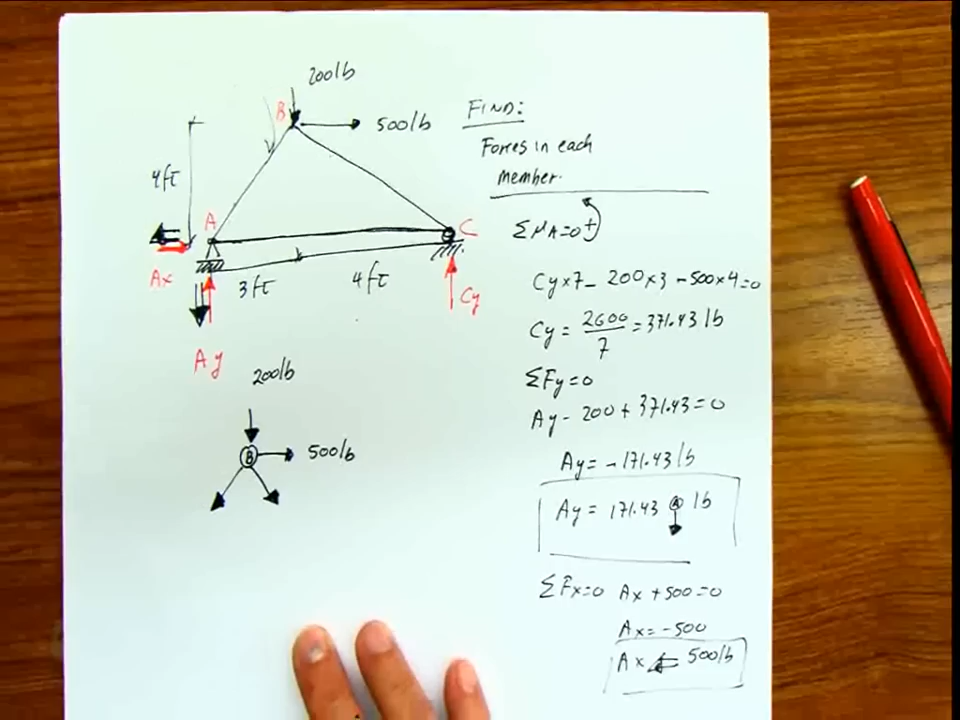 200lb
B
500lb
4ft
A
C
Ax
3ft
4ft
Cy
Ay
200lb
B
500lb
FIND:
Forces in each
member.
ΣMA=0 +
Cy×7 - 200×3 - 500×4=0
Cy = 2600/7 = 371.43 lb
ΣFy=0
Ay - 200 + 371.43 = 0
Ay = -171.43 lb
Ay = 171.43 A lb
ΣFx=0 Ax +500=0
Ax = -500
Ax ⇐ 500lb